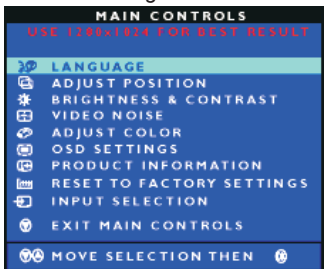 MAIN CONTROLS
USE 1280x1024 FOR BEST RESULT
LANGUAGE
ADJUST POSITION
BRIGHTNESS & CONTRAST
VIDEO NOISE
ADJUST COLOR
OSD SETTINGS
PRODUCT INFORMATION
RESET TO FACTORY SETTINGS
INPUT SELECTION
EXIT MAIN CONTROLS
MOVE SELECTION THEN